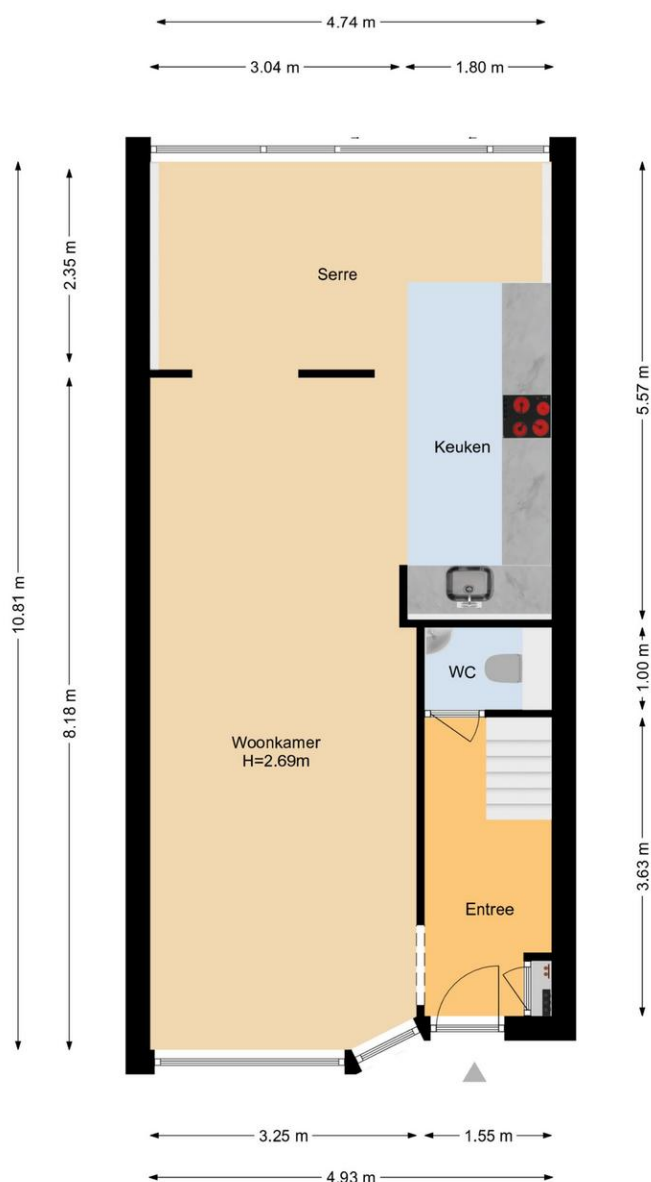 4.74 m
3.04 m
1.80 m
2.35 m
Serre
5.57 m
Keuken
10.81 m
8.18 m
WC
1.00 m
Woonkamer
H=2.69m
3.63 m
Entree
3.25 m
1.55 m
4.93 m